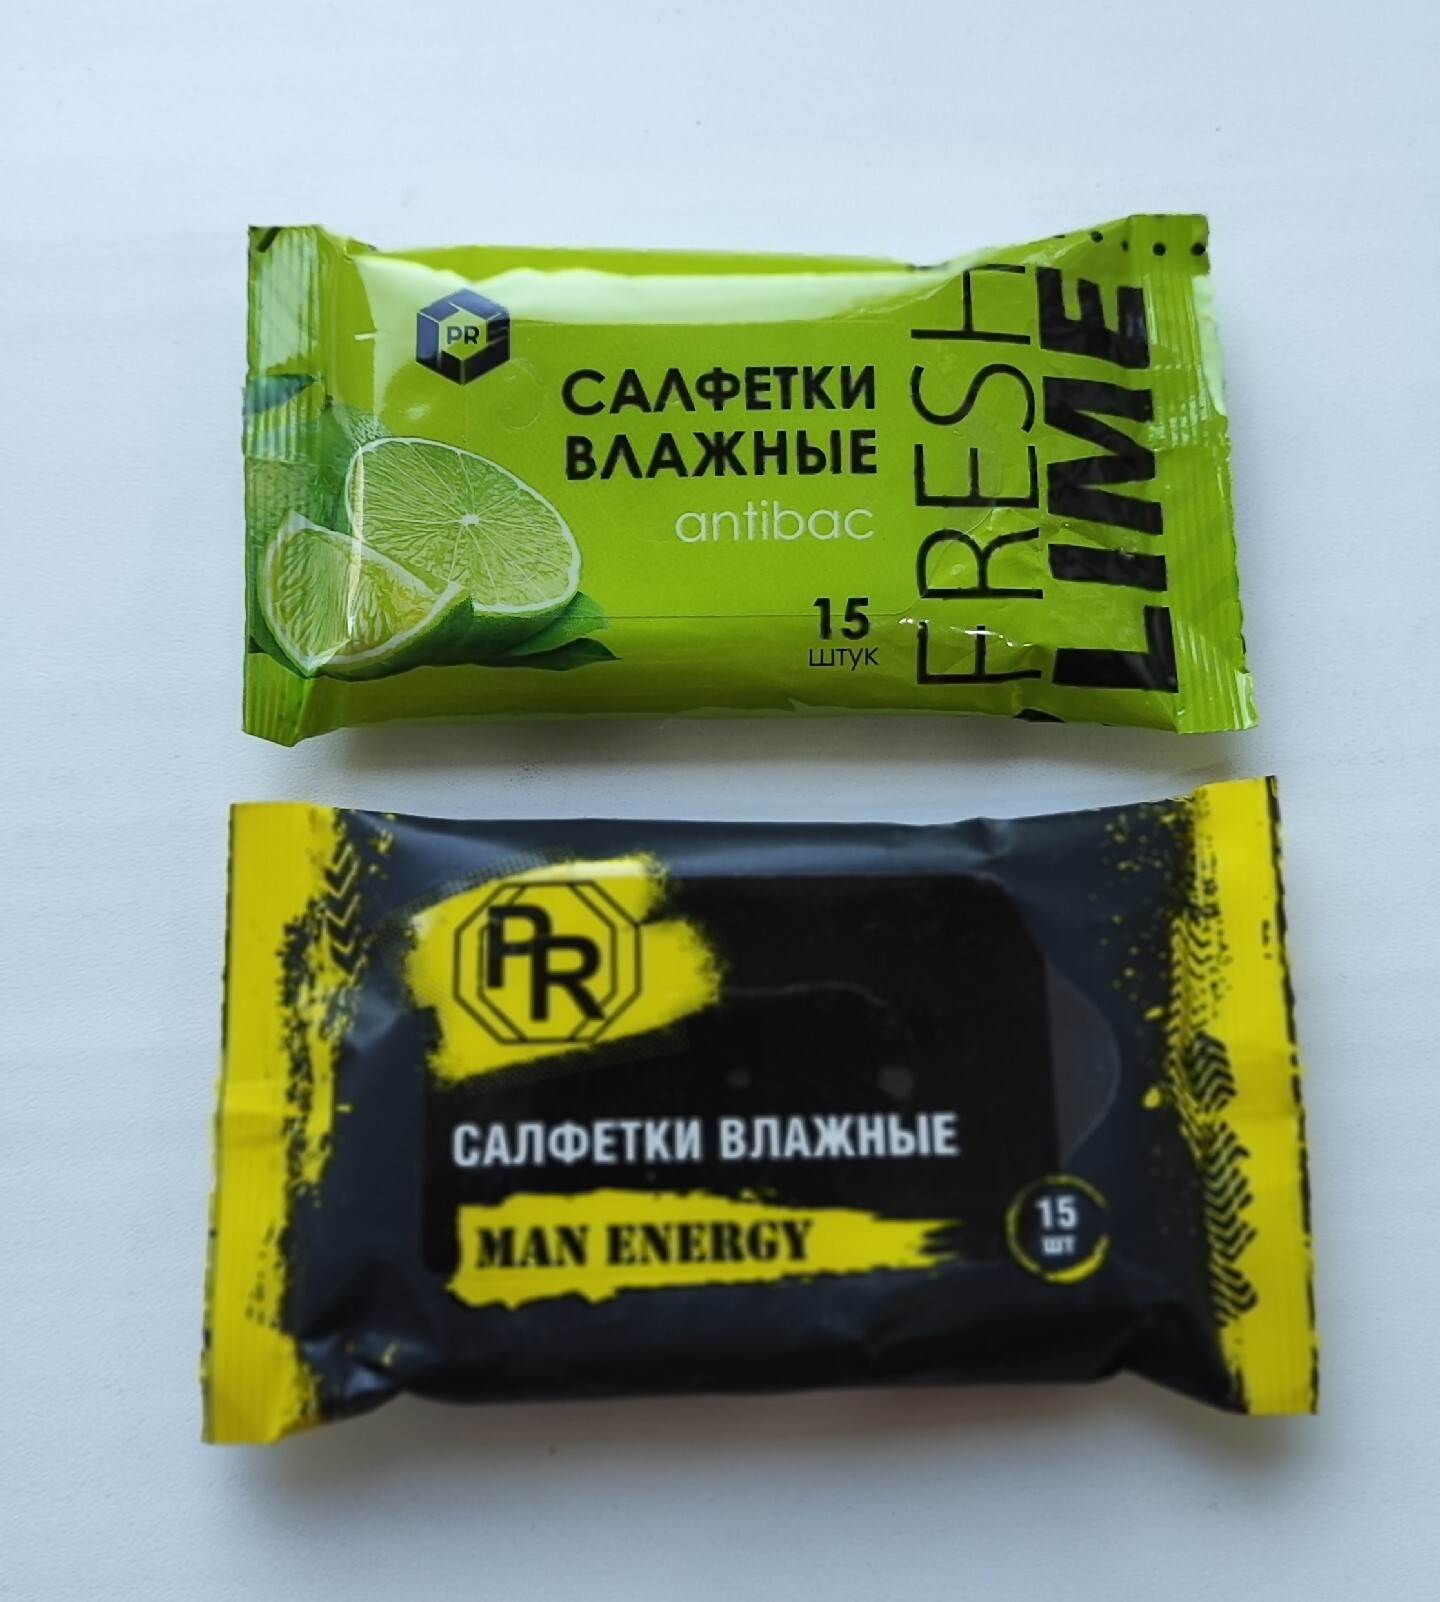 PR
САЛФЕТКИ
ВЛАЖНЫЕ
antibac
15
штук
FRESH
LIME
PR
САЛФЕТКИ ВЛАЖНЫЕ
MAN ENERGY
15
шт